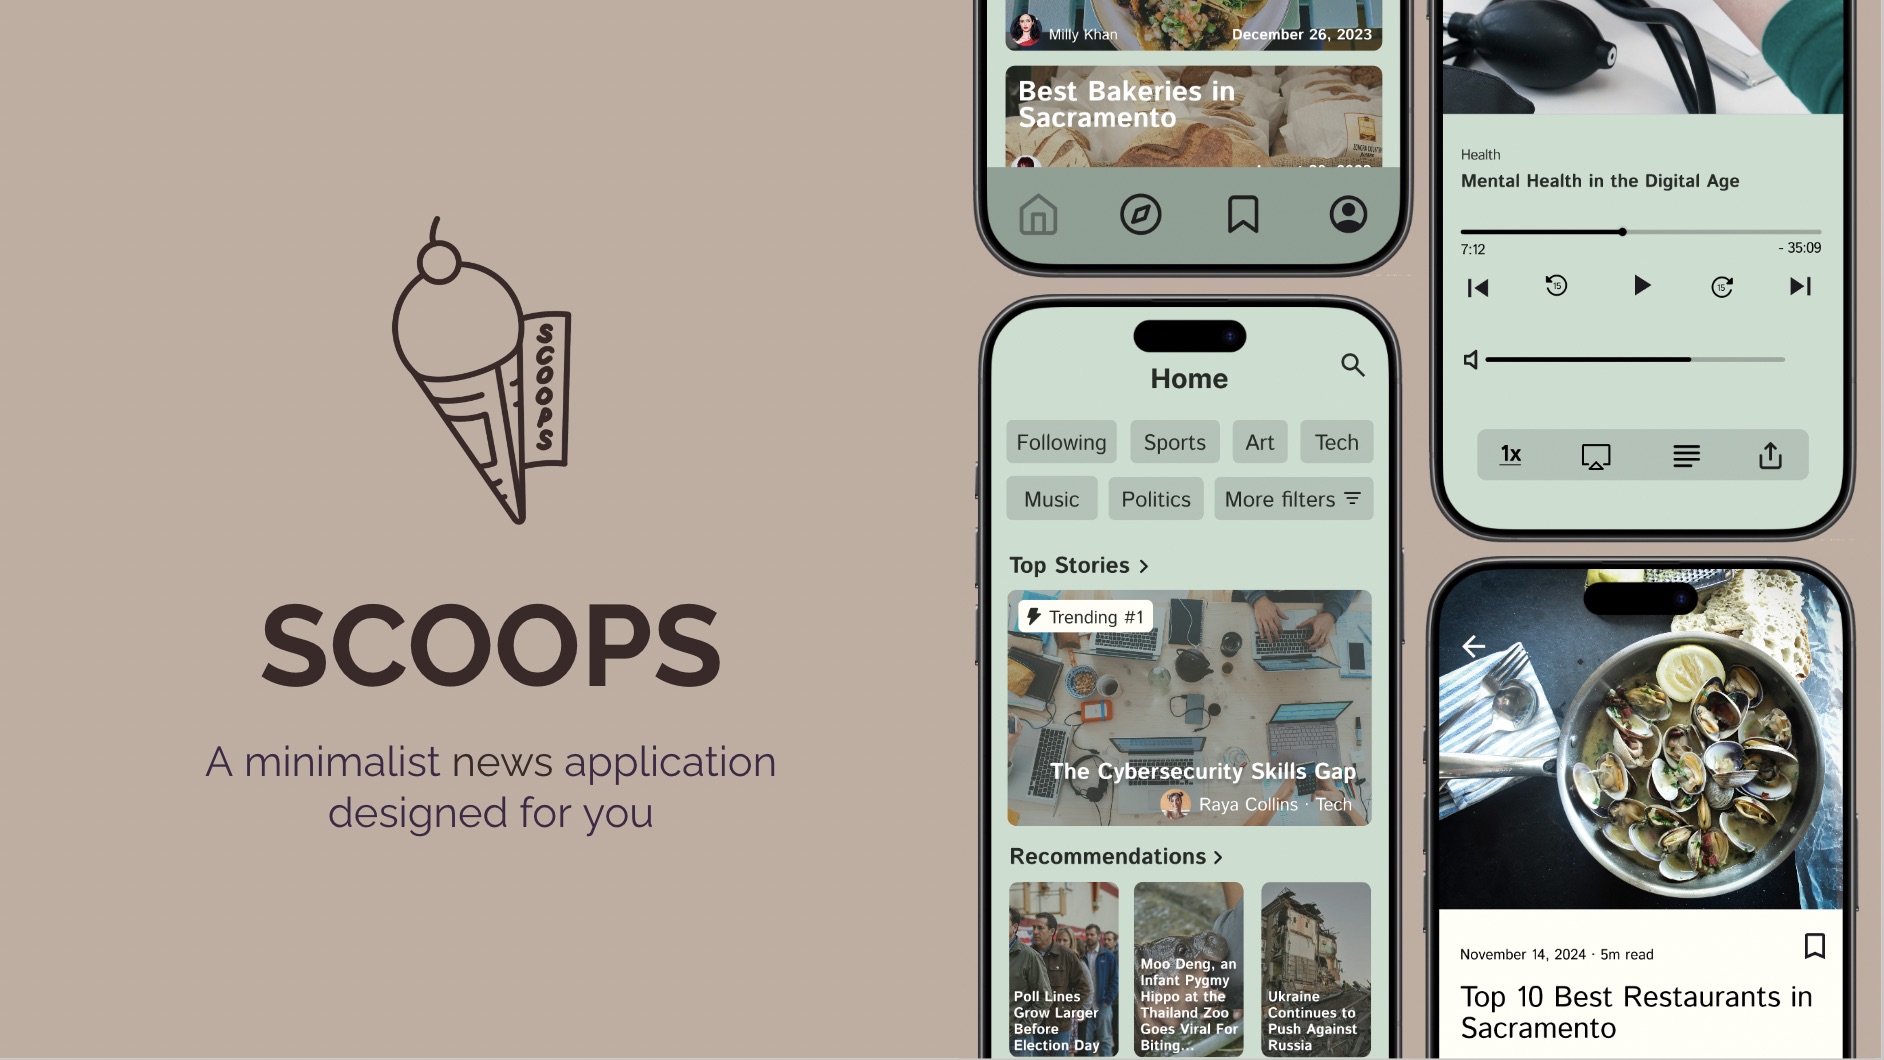 SCOOPS
SCOOPS
A minimalist news application
designed for you
Milly Khan
December 26, 2023
Best Bakeries in
Sacramento
Home
Following
Sports
Art
Tech
Music
Politics
More filters
Top Stories
Trending #1
The Cybersecurity Skills Gap
Raya Collins · Tech
Recommendations
Poll Lines
Grow Larger
Before
Election Day
Moo Deng, an
Infant Pygmy
Hippo at the
Thailand Zoo
Goes Viral For
Biting...
Ukraine
Continues to
Push Against
Russia
Health
Mental Health in the Digital Age
7:12
- 35:09
15
15
1x
November 14, 2024 · 5m read
Top 10 Best Restaurants in
Sacramento